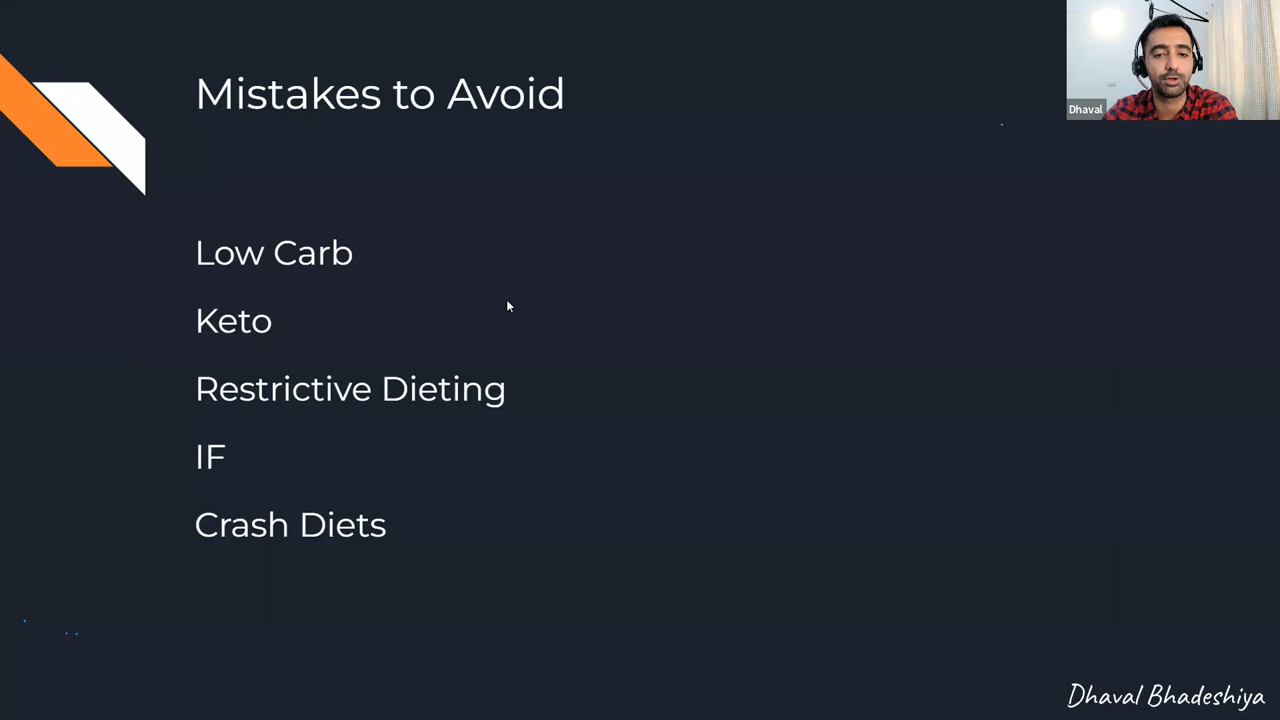 Mistakes to Avoid
Dhaval
Low Carb
Keto
Restrictive Dieting
IF
Crash Diets
Dhaval Bhadeshiya